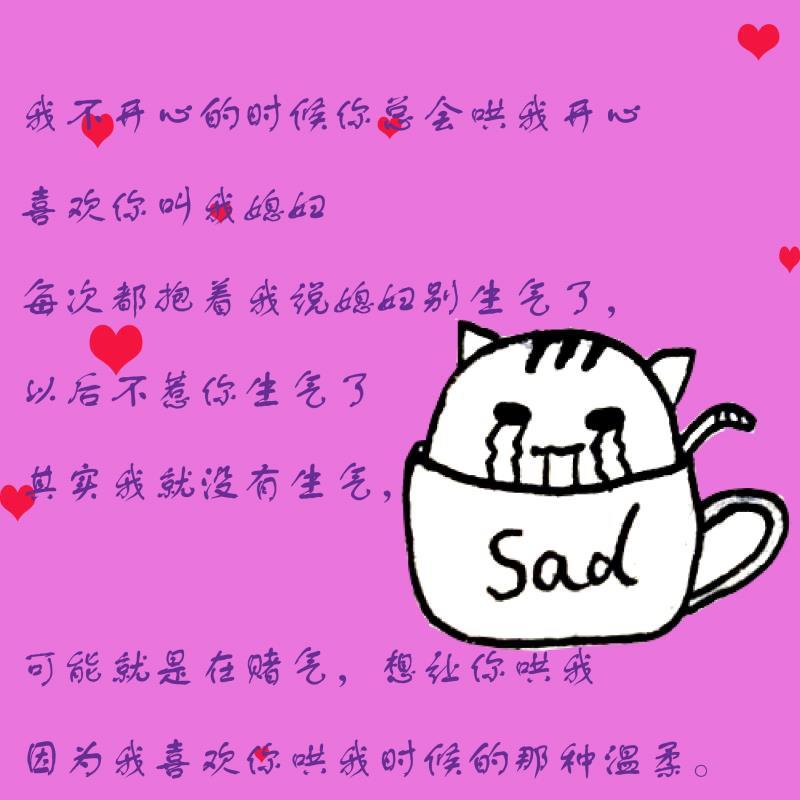 我不开心的时候你总会哄我开心
喜欢你叫我媳妇
每次都抱着我说媳妇别生气了，
以后不惹你生气了
其实我就没有生气，
Sad
可能就是在赌气，想让你哄我
因为我喜欢你哄我时候的那种温柔。